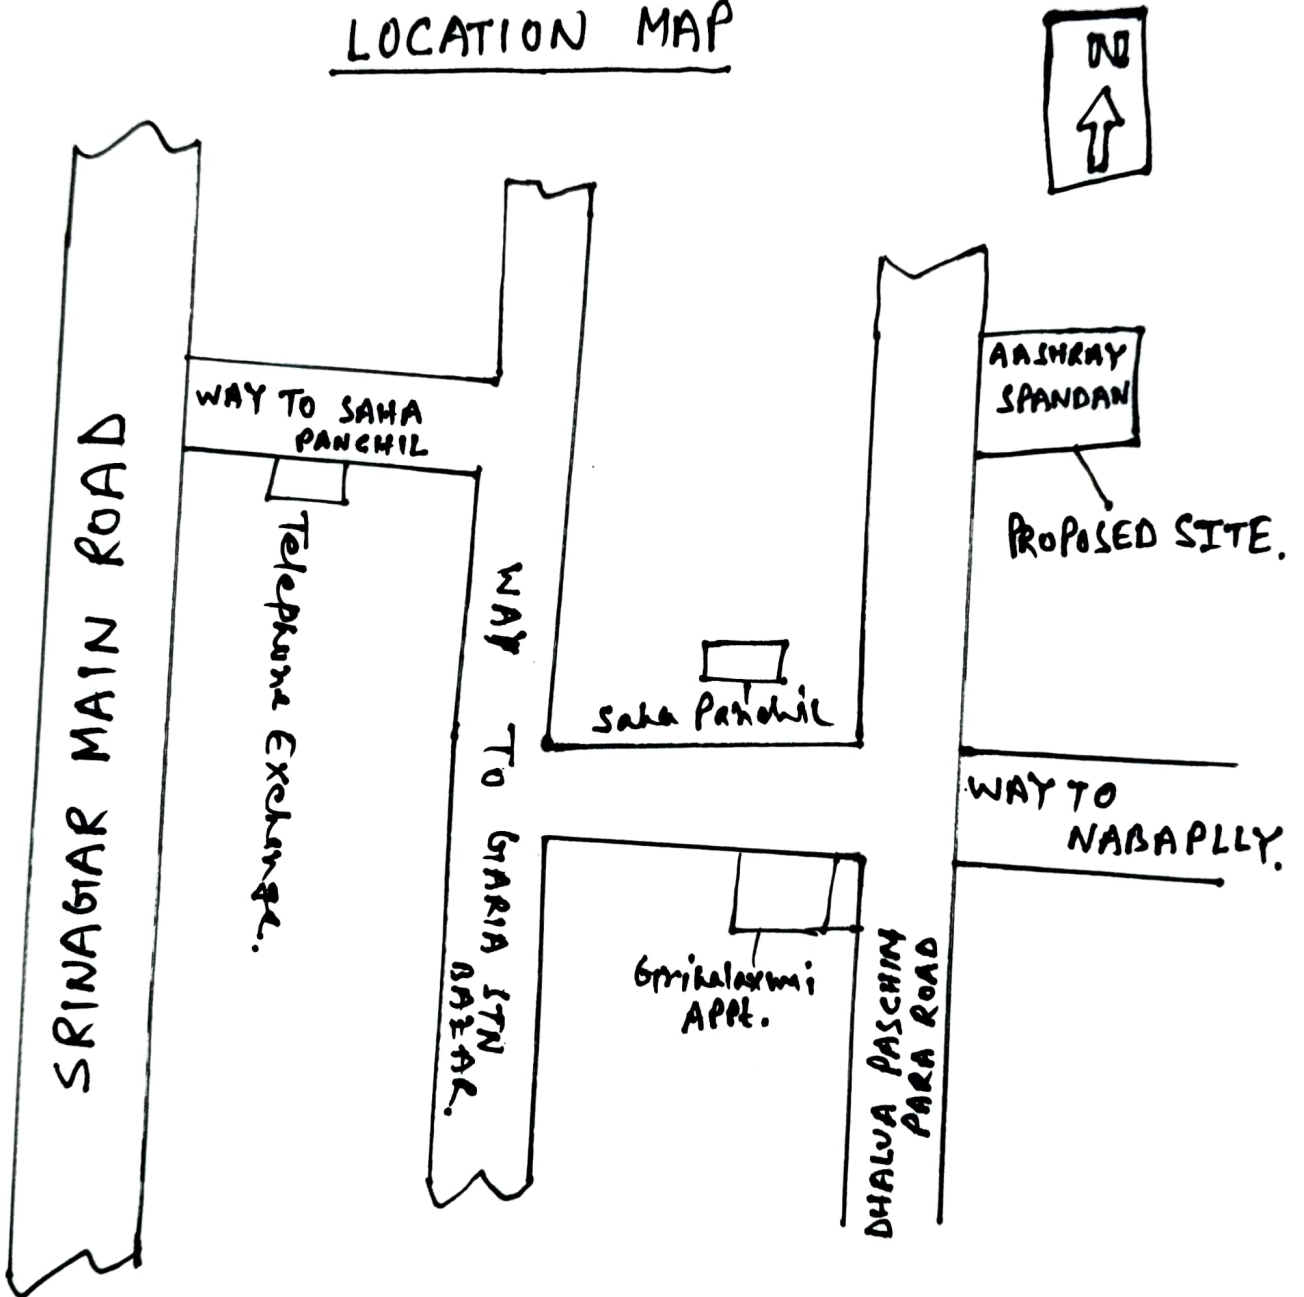 LOCATION MAP
N
AASHRAY
SPANDAN
WAY TO SAHA
PANCHIL
PROPOSED SITE.
SRINAGAR MAIN ROAD
Telephone Exchange.
WAY TO GARIA STN
BAZAR.
Saha Panchil
WAY TO
NABAPLLY.
Grihalaxmi
APPt.
DHALUA PASCHIM
PARA ROAD